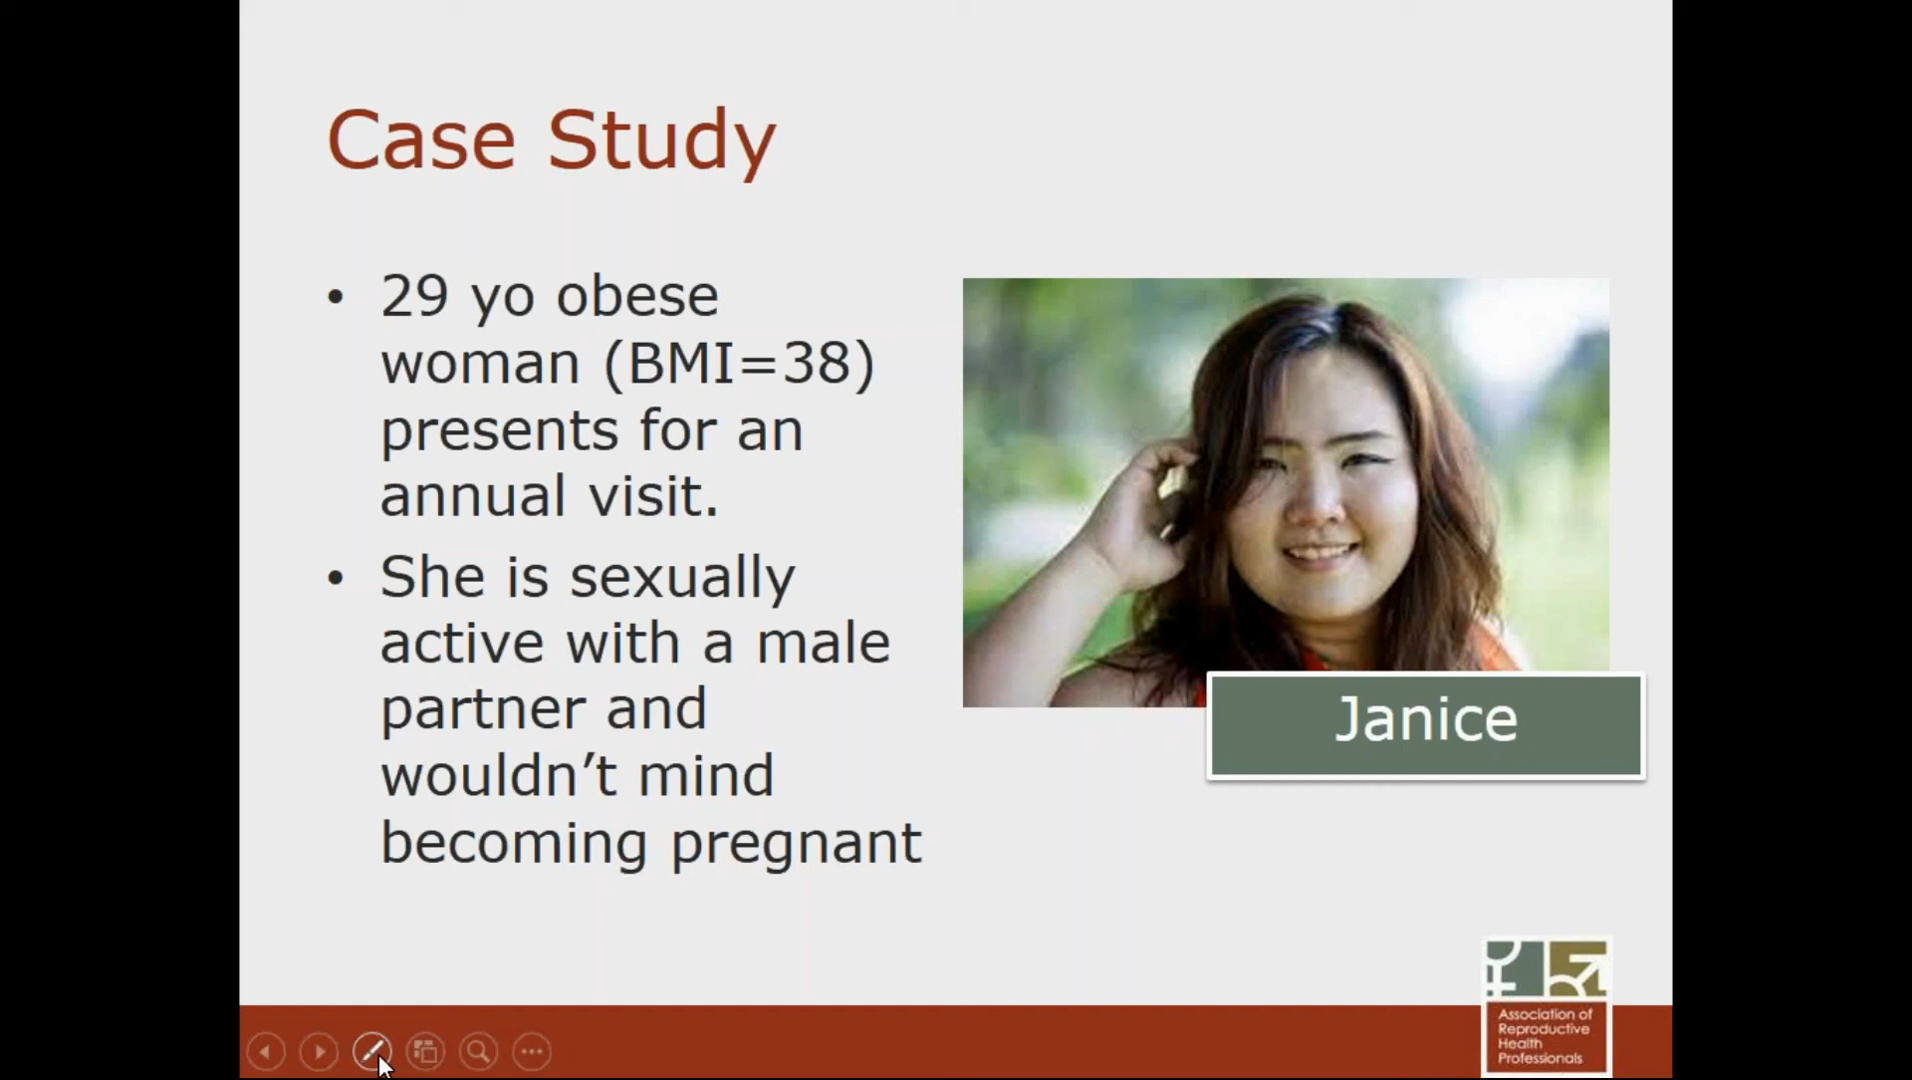 Case Study
• 29 yo obese
woman (BMI=38)
presents for an
annual visit.
• She is sexually
active with a male
partner and
wouldn’t mind
becoming pregnant
Janice
Association of
Reproductive
Health
Professionals